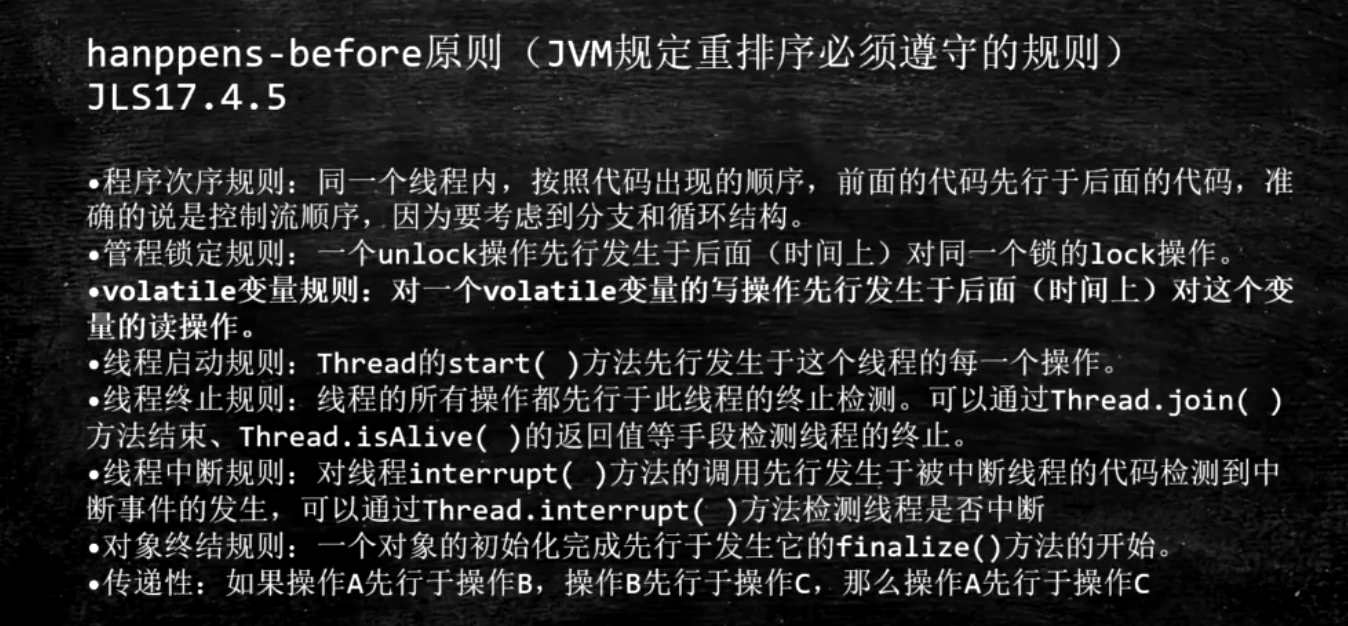 hanppens-before原则（JVM规定重排序必须遵守的规则）
JLS17.4.5
•程序次序规则：同一个线程内，按照代码出现的顺序，前面的代码先行于后面的代码，准
确的说是控制流顺序，因为要考虑到分支和循环结构。
•管程锁定规则：一个unlock操作先行发生于后面（时间上）对同一个锁的lock操作。
•volatile变量规则：对一个volatile变量的写操作先行发生于后面（时间上）对这个变
量的读操作。
•线程启动规则：Thread的start( )方法先行发生于这个线程的每一个操作。
•线程终止规则：线程的所有操作都先行于此线程的终止检测。可以通过Thread.join( )
方法结束、Thread.isAlive( )的返回值等手段检测线程的终止。
•线程中断规则：对线程interrupt( )方法的调用先行发生于被中断线程的代码检测到中
断事件的发生，可以通过Thread.interrupt( )方法检测线程是否中断
•对象终结规则：一个对象的初始化完成先行于发生它的finalize()方法的开始。
•传递性：如果操作A先行于操作B，操作B先行于操作C，那么操作A先行于操作C